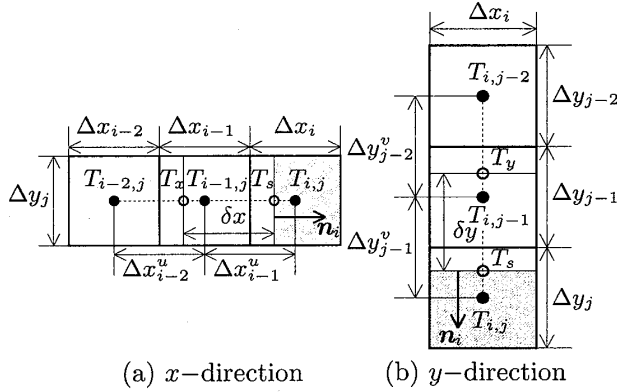 Δx_{i-2} Δx_{i-1} Δx_i
Δy_j
T_{i-2,j} T_x T_{i-1,j} T_s T_{i,j}
δx
n_i
Δx^u_{i-2} Δx^u_{i-1}
(a) x-direction
Δx_i
T_{i,j-2}
Δy_{j-2}
Δy^v_{j-2}
T_y
Δy_{j-1}
T_{i,j-1}
δy
Δy^v_{j-1}
T_s
Δy_j
T_{i,j}
n_i
(b) y-direction